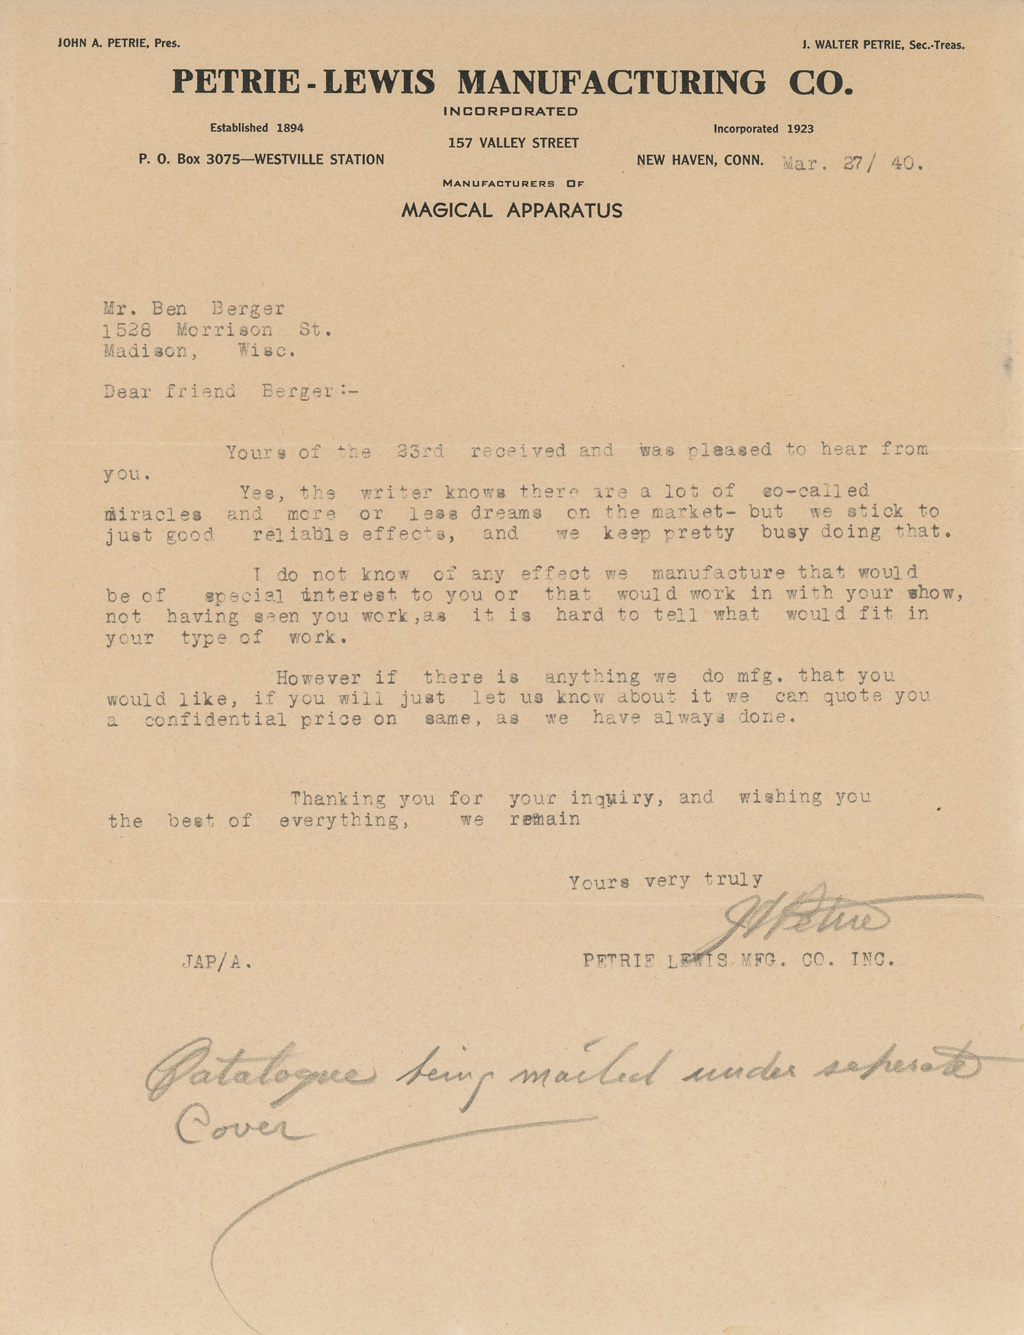 JOHN A. PETRIE, Pres.
J. WALTER PETRIE, Sec.-Treas.
PETRIE-LEWIS MANUFACTURING CO.
INCORPORATED
Established 1894
Incorporated 1923
157 VALLEY STREET
P. O. Box 3075—WESTVILLE STATION
NEW HAVEN, CONN. Mar. 27/ 40.
MANUFACTURERS OF
MAGICAL APPARATUS
Mr. Ben Berger
1528 Morrison St.
Madison, Wisc.
Dear friend Berger:-
Yours of the 23rd received and was pleased to hear from
you.
Yes, the writer knows there are a lot of so-called
miracles and more or less dreams on the market- but we stick to
just good reliable effects, and we keep pretty busy doing that.
I do not know of any effect we manufacture that would
be of special interest to you or that would work in with your show,
not having seen you work,as it is hard to tell what would fit in
your type of work.
However if there is anything we do mfg. that you
would like, if you will just let us know about it we can quote you
a confidential price on same, as we have always done.
Thanking you for your inquiry, and wishing you
the best of everything, we remain
Yours very truly
JAPetrie
JAP/A.
PETRIE LEWIS MFG. CO. INC.
Catalogue being mailed under seperate
Cover